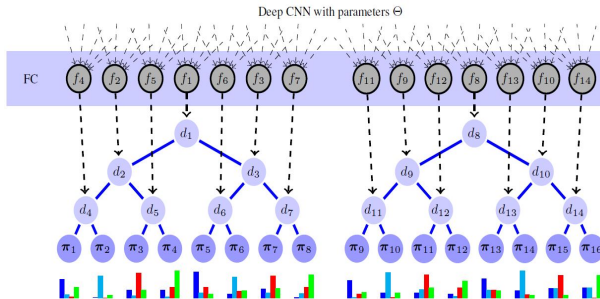 Deep CNN with parameters Θ
FC f4 f2 f5 f1 f6 f3 f7 f11 f9 f12 f8 f13 f10 f14
d1 d8
d2 d3 d9 d10
d4 d5 d6 d7 d11 d12 d13 d14
π1 π2 π3 π4 π5 π6 π7 π8 π9 π10 π11 π12 π13 π14 π15 π16